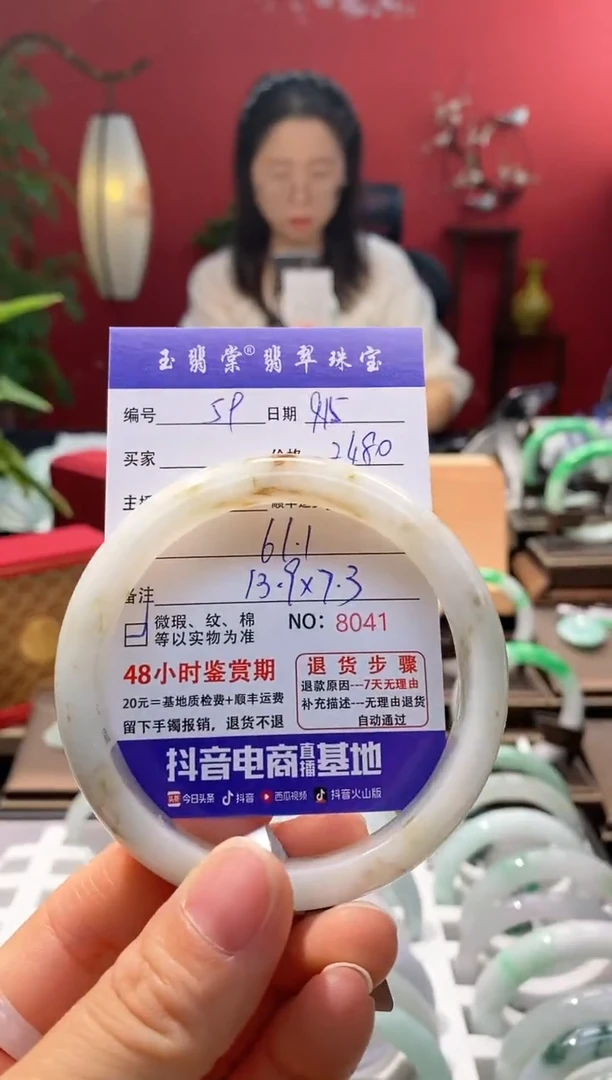 玉翡棠®翡翠珠宝
编号 59 日期 9.15
买家 2480
61.1
备注 13.9x7.3
微瑕、纹、棉
等以实物为准
NO: 8041
48小时鉴赏期
20元=基地质检费+顺丰运费
留下手镯报销，退货不退
退货步骤
退款原因---7天无理由
补充描述---无理由退货
自动通过
抖音电商直播基地
头条 今日头条 抖音 西瓜视频 抖音火山版